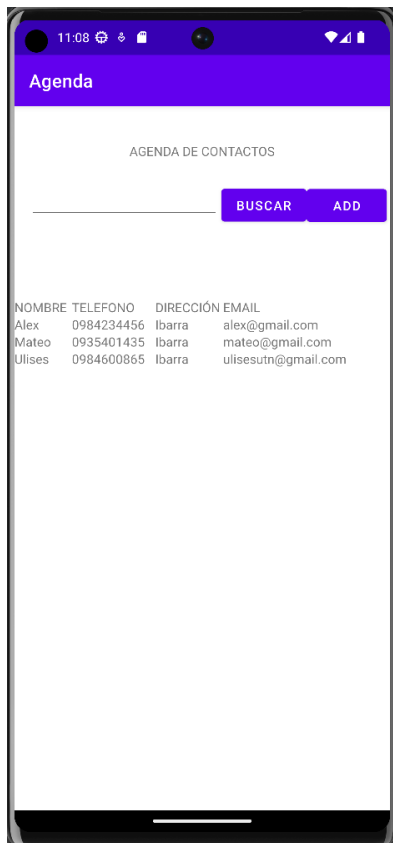 11:08
Agenda
AGENDA DE CONTACTOS
BUSCAR ADD
NOMBRE TELEFONO DIRECCIÓN EMAIL
Alex 0984234456 Ibarra alex@gmail.com
Mateo 0935401435 Ibarra mateo@gmail.com
Ulises 0984600865 Ibarra ulisesutn@gmail.com